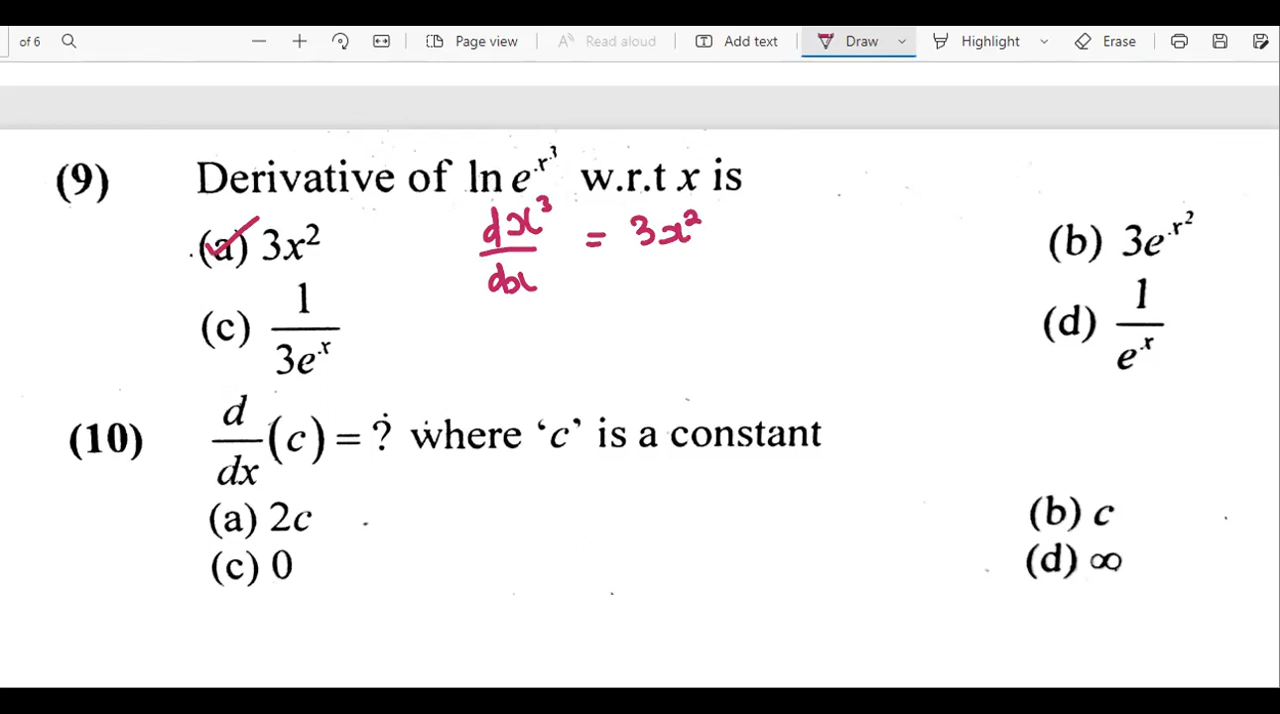 of 6 Page view Read aloud Add text Draw Highlight Erase
(9) Derivative of ln e^x³ w.r.t x is
(a) 3x² dx³/dx = 3x² (b) 3e^x²
(c) 1/3e^x (d) 1/e^x
(10) d/dx (c) = ? where ‘c’ is a constant
(a) 2c (b) c
(c) 0 (d) ∞